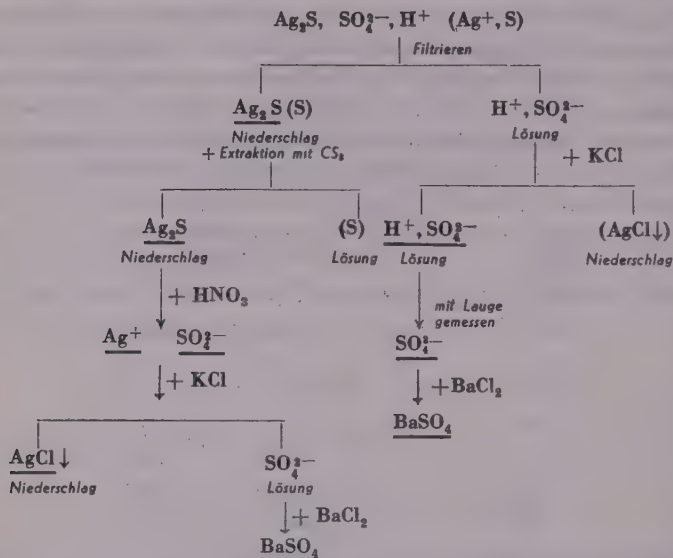 Ag₂S, SO₄²⁻, H⁺ (Ag⁺, S)
Filtrieren
Ag₂S (S)
Niederschlag
+ Extraktion mit CS₂
H⁺, SO₄²⁻
Lösung
+ KCl
Ag₂S
Niederschlag
(S)
Lösung
H⁺, SO₄²⁻
Lösung
(AgCl↓)
Niederschlag
+ HNO₃
mit Lauge
gemessen
Ag⁺ SO₄²⁻
SO₄²⁻
+ KCl
+BaCl₂
BaSO₄
AgCl↓
Niederschlag
SO₄²⁻
Lösung
+ BaCl₂
BaSO₄